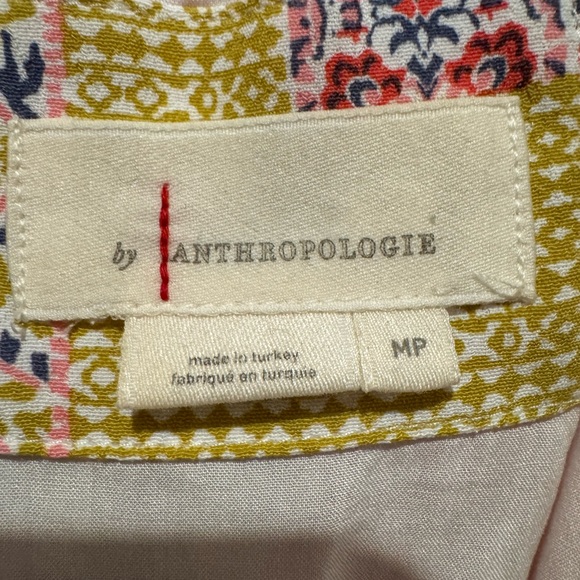 by ANTHROPOLOGIE
made in turkey
fabriqué en turquie
MP